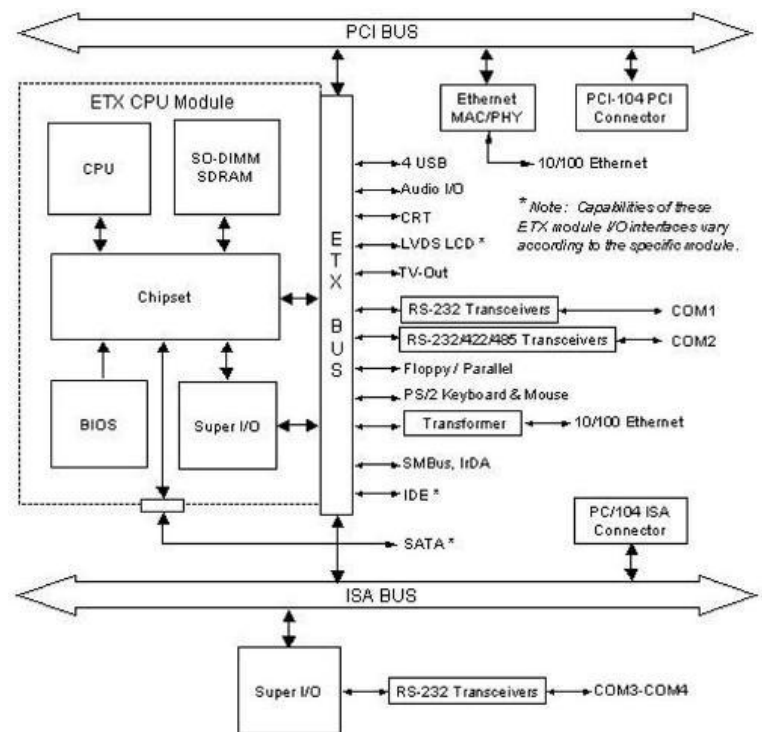 PCI BUS
ETX CPU Module
CPU
SO-DIMM
SDRAM
Chipset
BIOS
Super I/O
ETX BUS
Ethernet
MAC/PHY
PCI-104 PCI
Connector
10/100 Ethernet
4 USB
Audio I/O
CRT
LVDS LCD *
TV-Out
* Note: Capabilities of these
ETX module I/O interfaces vary
according to the specific module.
RS-232 Transceivers
COM1
RS-232/422/485 Transceivers
COM2
Floppy / Parallel
PS/2 Keyboard & Mouse
Transformer
10/100 Ethernet
SMBus, IrDA
IDE *
SATA *
PC/104 ISA
Connector
ISA BUS
Super I/O
RS-232 Transceivers
COM3-COM4